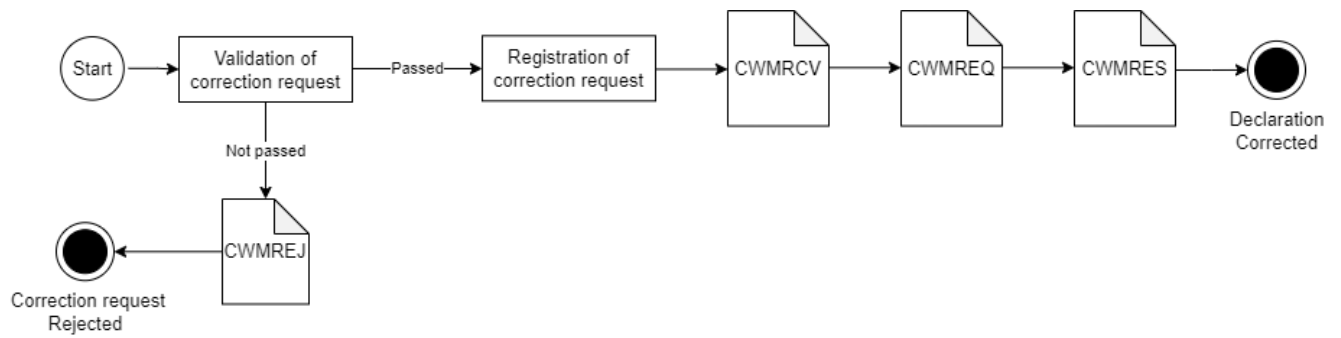 Start
Validation of
correction request
Passed
Registration of
correction request
CWMRCV
CWMREQ
CWMRES
Declaration
Corrected
Not passed
CWMREJ
Correction request
Rejected